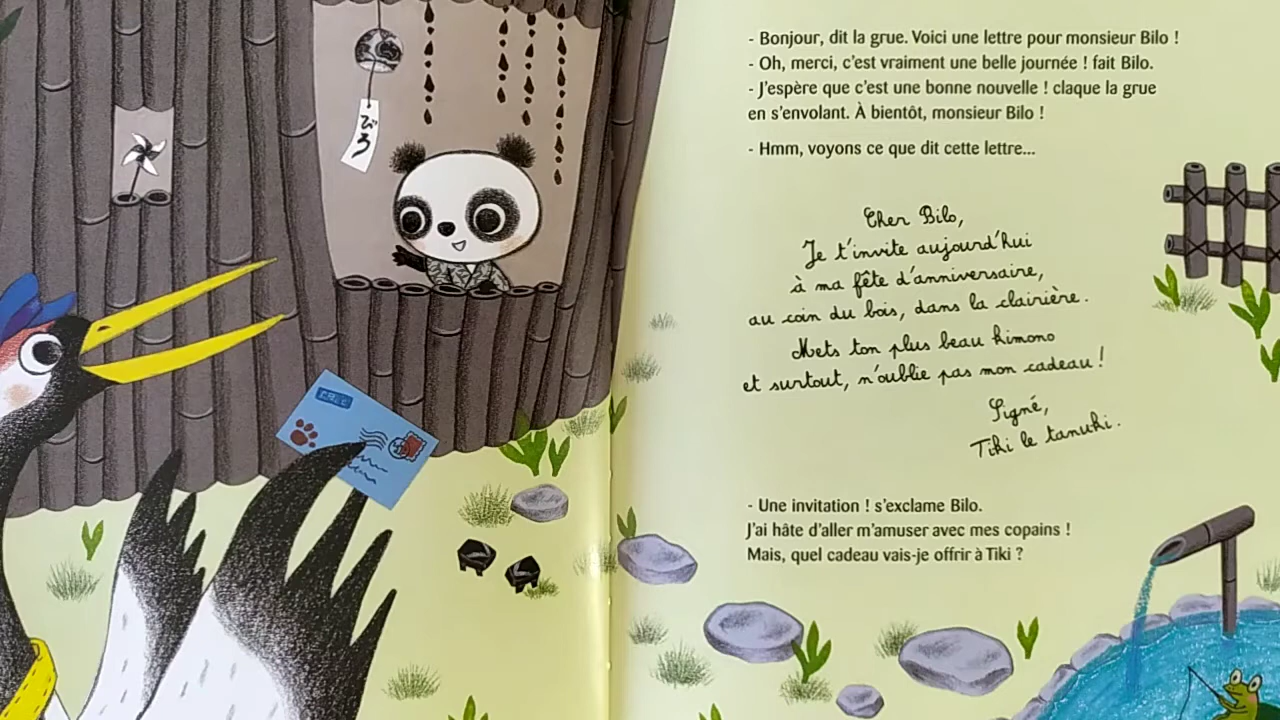 びろ
- Bonjour, dit la grue. Voici une lettre pour monsieur Bilo !
- Oh, merci, c'est vraiment une belle journée ! fait Bilo.
- J'espère que c'est une bonne nouvelle ! claque la grue
en s'envolant. À bientôt, monsieur Bilo !
- Hmm, voyons ce que dit cette lettre...
Cher Bilo,
Je t'invite aujourd'hui
à ma fête d'anniversaire,
au coin du bois, dans la clairière.
Mets ton plus beau kimono
et surtout, n'oublie pas mon cadeau !
Signé,
Tiki le tanuki.
- Une invitation ! s'exclame Bilo.
J'ai hâte d'aller m'amuser avec mes copains !
Mais, quel cadeau vais-je offrir à Tiki ?